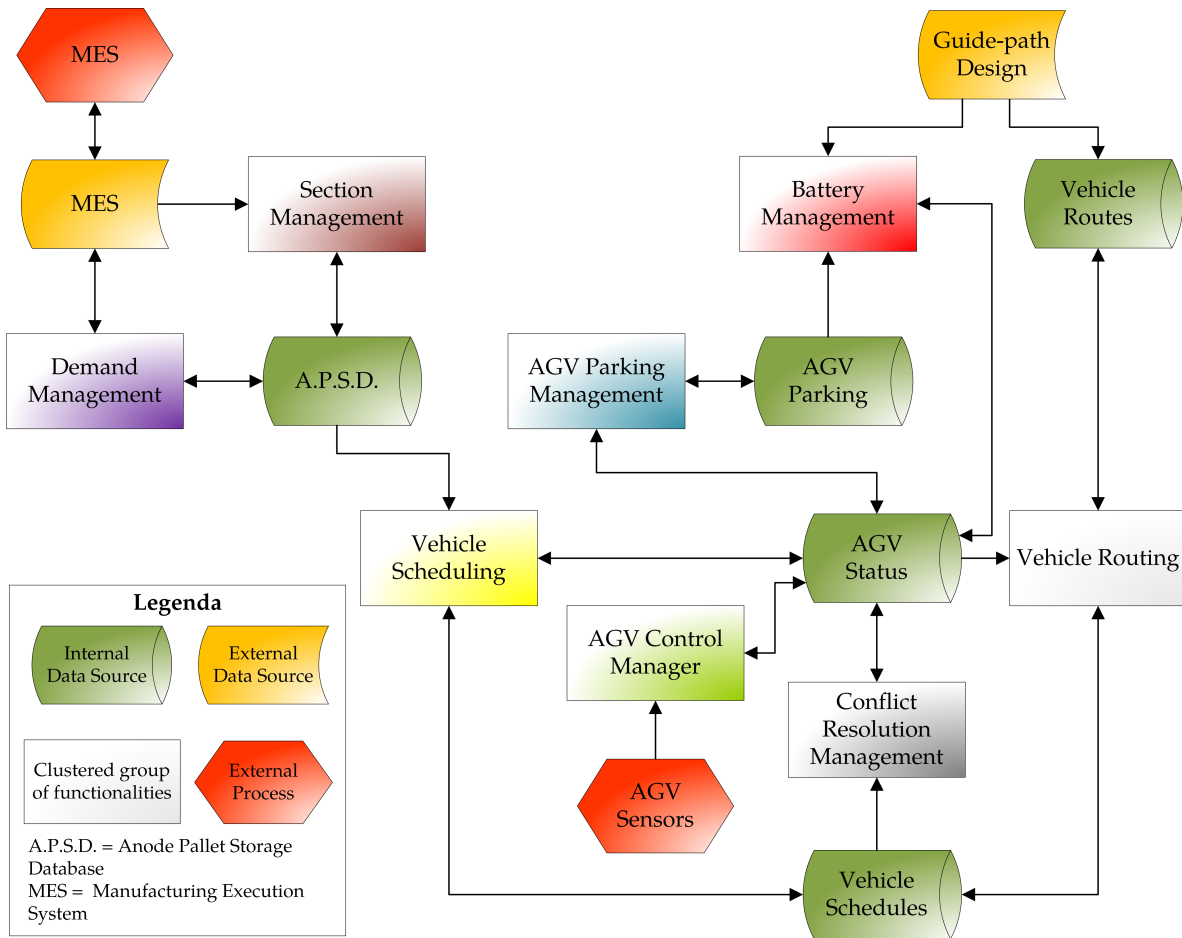 MES
Guide-path
Design
MES
Section
Management
Battery
Management
Vehicle
Routes
Demand
Management
A.P.S.D.
AGV Parking
Management
AGV
Parking
Vehicle
Scheduling
AGV
Status
Vehicle Routing
AGV Control
Manager
Conflict
Resolution
Management
AGV
Sensors
Vehicle
Schedules
Legenda
Internal
Data Source
External
Data Source
Clustered group
of functionalities
External
Process
A.P.S.D. = Anode Pallet Storage
Database
MES = Manufacturing Execution
System